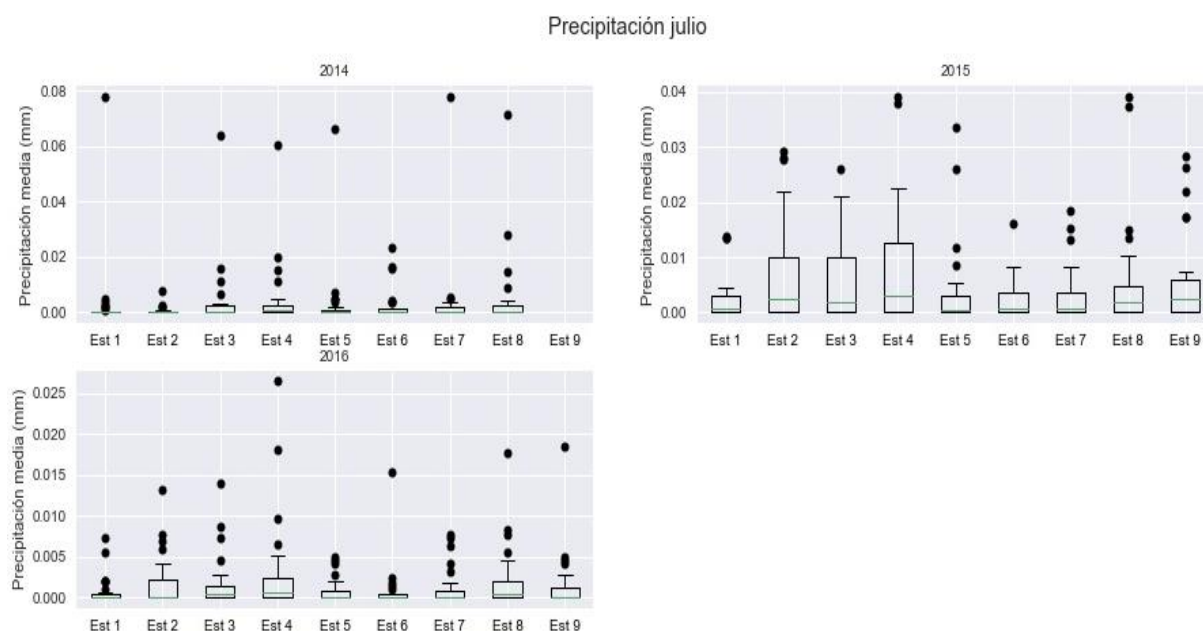 Precipitación julio
2014
Precipitación media (mm)
0.08
0.06
0.04
0.02
0.00
Est 1 Est 2 Est 3 Est 4 Est 5 Est 6 Est 7 Est 8 Est 9
2015
Precipitación media (mm)
0.04
0.03
0.02
0.01
0.00
Est 1 Est 2 Est 3 Est 4 Est 5 Est 6 Est 7 Est 8 Est 9
2016
Precipitación media (mm)
0.025
0.020
0.015
0.010
0.005
0.000
Est 1 Est 2 Est 3 Est 4 Est 5 Est 6 Est 7 Est 8 Est 9